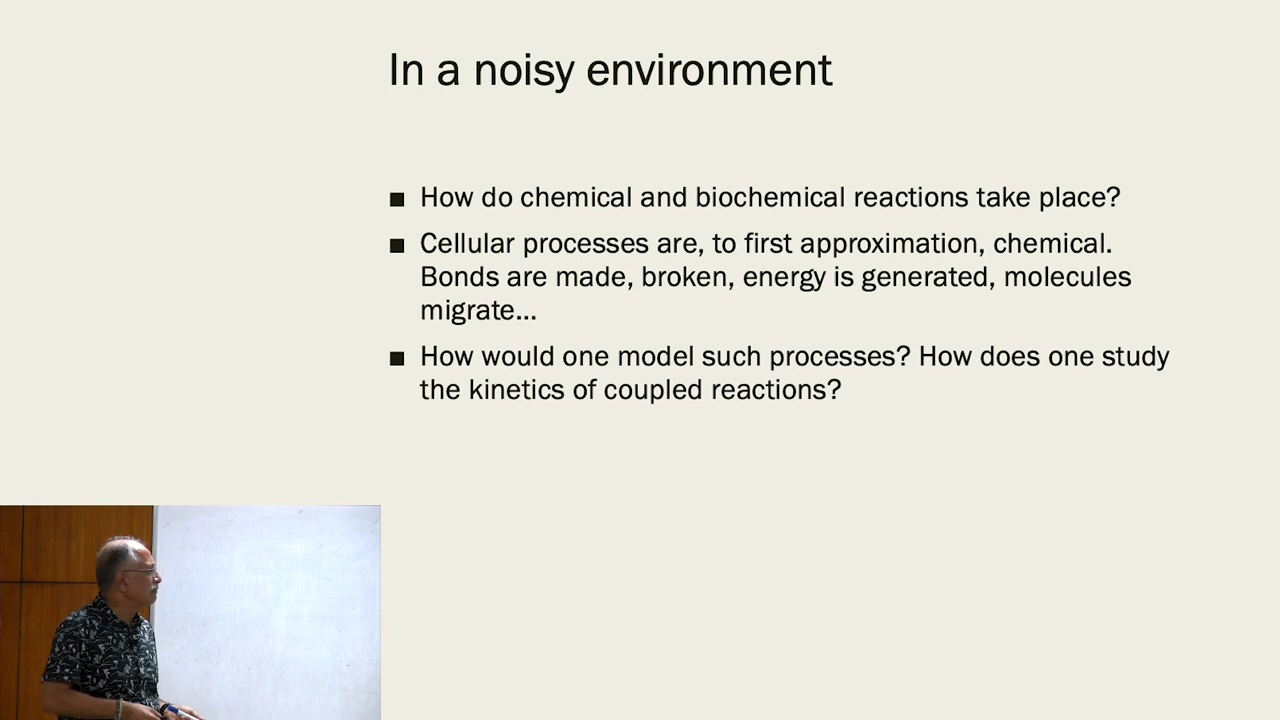 In a noisy environment
■ How do chemical and biochemical reactions take place?
■ Cellular processes are, to first approximation, chemical.
Bonds are made, broken, energy is generated, molecules
migrate...
■ How would one model such processes? How does one study
the kinetics of coupled reactions?